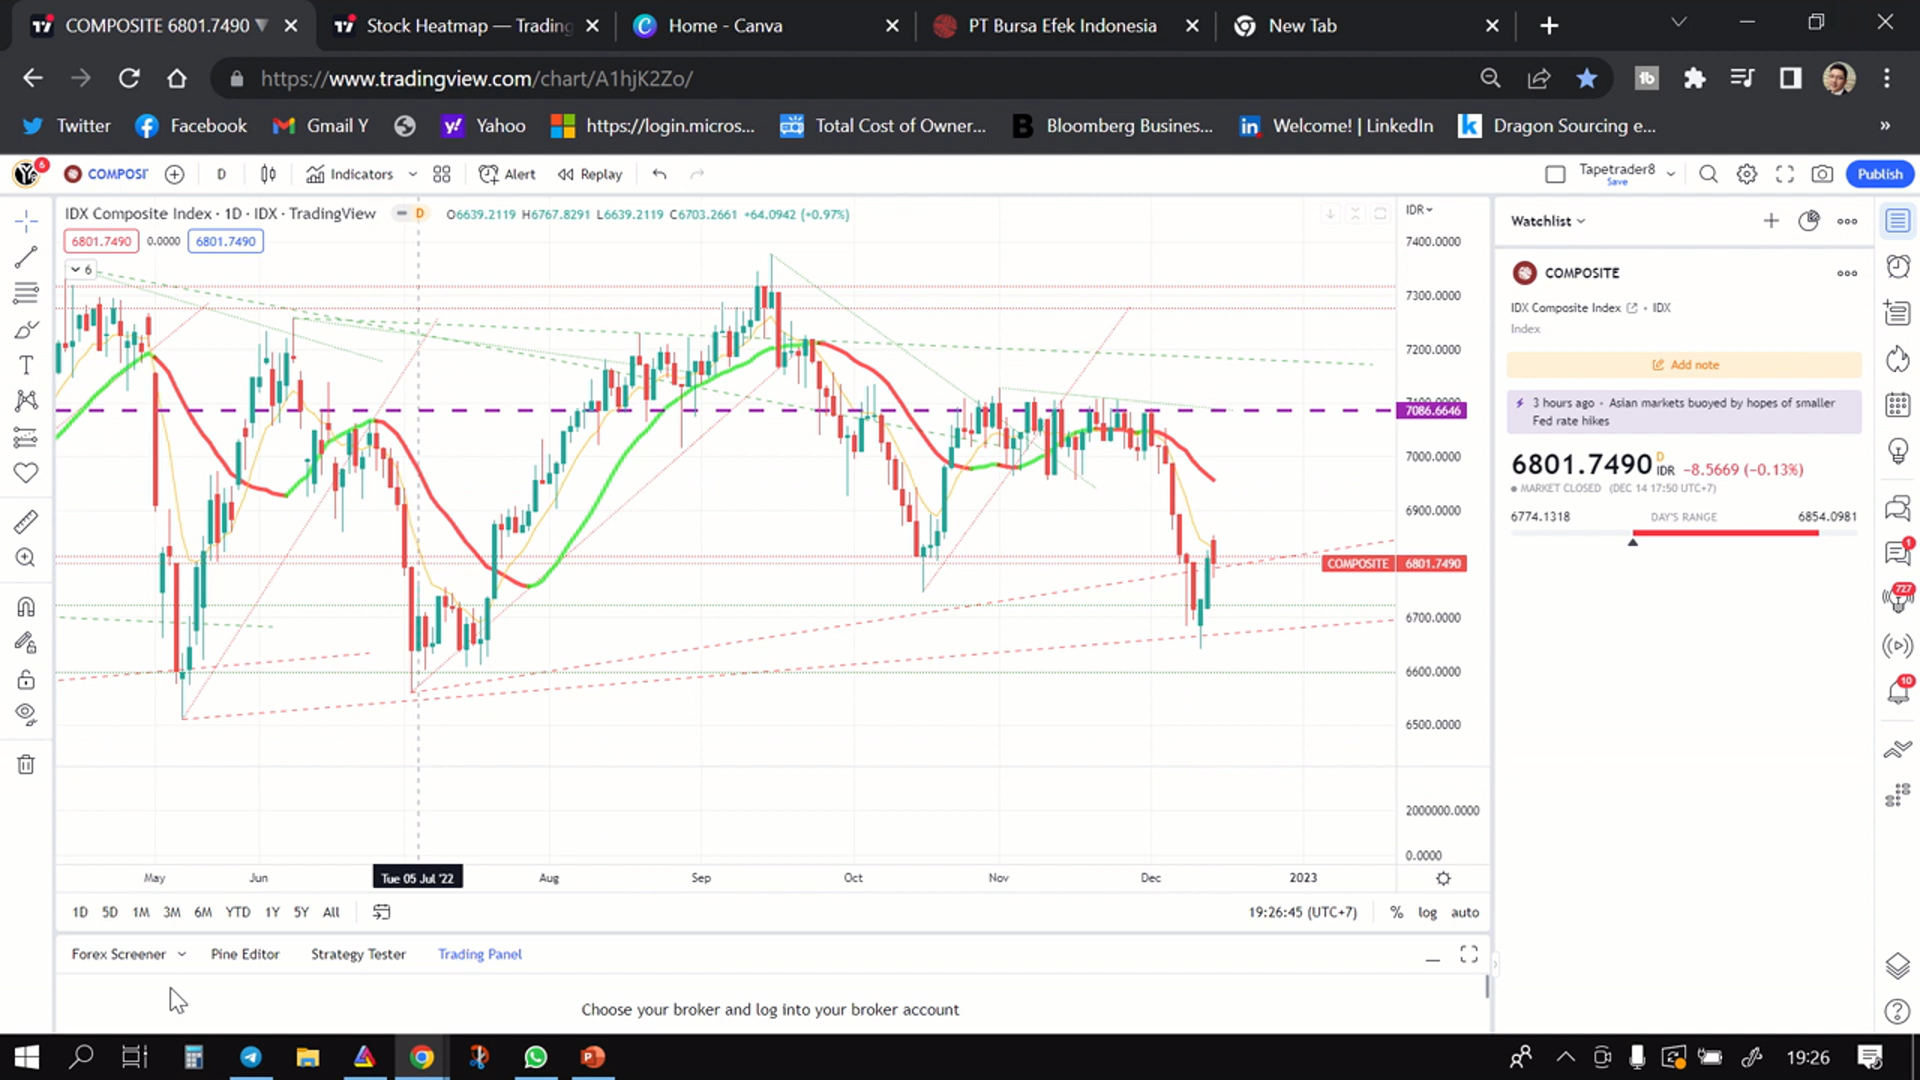 COMPOSITE 6801.7490
Stock Heatmap — Trading
Home - Canva
PT Bursa Efek Indonesia
New Tab
https://www.tradingview.com/chart/A1hjK2Zo/
Twitter
Facebook
Gmail Y
Yahoo
https://login.micros...
Total Cost of Owner...
Bloomberg Business...
Welcome! | LinkedIn
Dragon Sourcing e...
»
6
COMPOSI
D
Indicators
Alert
Replay
Tapetrader8
Save
Publish
IDX Composite Index · 1D · IDX · TradingView
D
O6639.2119 H6767.8291 L6639.2119 C6703.2661 +64.0942 (+0.97%)
6801.7490 0.0000 6801.7490
6
IDR
7400.0000
7300.0000
7200.0000
7086.6646
7000.0000
6900.0000
COMPOSITE 6801.7490
6700.0000
6600.0000
6500.0000
2000000.0000
0.0000
May Jun Tue 05 Jul '22 Aug Sep Oct Nov Dec 2023
1D 5D 1M 3M 6M YTD 1Y 5Y All
19:26:45 (UTC+7)
% log auto
Forex Screener Pine Editor Strategy Tester Trading Panel
Choose your broker and log into your broker account
Watchlist
COMPOSITE
IDX Composite Index · IDX
Index
Add note
3 hours ago · Asian markets buoyed by hopes of smaller
Fed rate hikes
6801.7490 D IDR −8.5669 (−0.13%)
MARKET CLOSED (DEC 14 17:50 UTC+7)
6774.1318 DAY'S RANGE 6854.0981
1
727
10
19:26